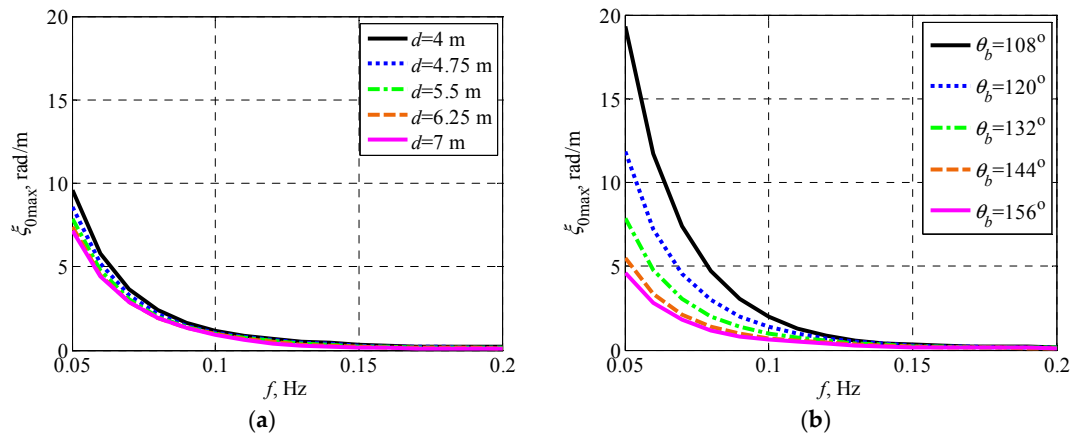 20
15
10
5
0
0.05
0.1
0.15
0.2
ξ0max, rad/m
f, Hz
d=4 m
d=4.75 m
d=5.5 m
d=6.25 m
d=7 m
(a)
20
15
10
5
0
0.05
0.1
0.15
0.2
ξ0max, rad/m
f, Hz
θb=108°
θb=120°
θb=132°
θb=144°
θb=156°
(b)